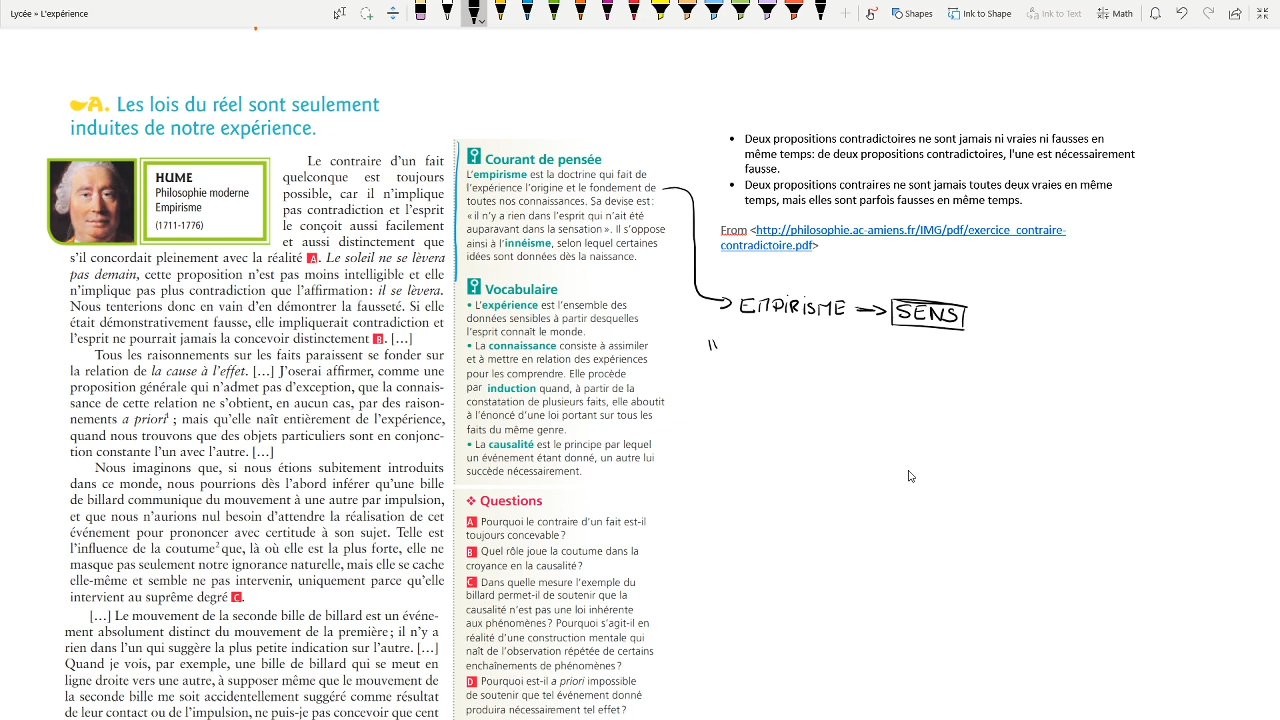 Lycée » L'expérience
Shapes
Ink to Shape
Ink to Text
Math
A. Les lois du réel sont seulement
induites de notre expérience.
HUME
Philosophie moderne
Empirisme
(1711-1776)
Le contraire d'un fait
quelconque est toujours
possible, car il n'implique
pas contradiction et l'esprit
le conçoit aussi facilement
et aussi distinctement que
s'il concordait pleinement avec la réalité A. Le soleil ne se lèvera
pas demain, cette proposition n'est pas moins intelligible et elle
n'implique pas plus contradiction que l'affirmation : il se lèvera.
Nous tenterions donc en vain d'en démontrer la fausseté. Si elle
était démonstrativement fausse, elle impliquerait contradiction et
l'esprit ne pourrait jamais la concevoir distinctement B. [...]
Tous les raisonnements sur les faits paraissent se fonder sur
la relation de la cause à l'effet. [...] J'oserai affirmer, comme une
proposition générale qui n'admet pas d'exception, que la connais-
sance de cette relation ne s'obtient, en aucun cas, par des raison-
nements a priori¹ ; mais qu'elle naît entièrement de l'expérience,
quand nous trouvons que des objets particuliers sont en conjonc-
tion constante l'un avec l'autre. [...]
Nous imaginons que, si nous étions subitement introduits
dans ce monde, nous pourrions dès l'abord inférer qu'une bille
de billard communique du mouvement à une autre par impulsion,
et que nous n'aurions nul besoin d'attendre la réalisation de cet
événement pour prononcer avec certitude à son sujet. Telle est
l'influence de la coutume² que, là où elle est la plus forte, elle ne
masque pas seulement notre ignorance naturelle, mais elle se cache
elle-même et semble ne pas intervenir, uniquement parce qu'elle
intervient au suprême degré C.
[...] Le mouvement de la seconde bille de billard est un événe-
ment absolument distinct du mouvement de la première ; il n'y a
rien dans l'un qui suggère la plus petite indication sur l'autre. [...]
Quand je vois, par exemple, une bille de billard qui se meut en
ligne droite vers une autre, à supposer même que le mouvement de
la seconde bille me soit accidentellement suggéré comme résultat
de leur contact ou de l'impulsion, ne puis-je pas concevoir que cent
Courant de pensée
L'empirisme est la doctrine qui fait de
l'expérience l'origine et le fondement de
toutes nos connaissances. Sa devise est :
« il n'y a rien dans l'esprit qui n'ait été
auparavant dans la sensation ». Il s'oppose
ainsi à l'innéisme, selon lequel certaines
idées sont données dès la naissance.
Vocabulaire
• L'expérience est l'ensemble des
données sensibles à partir desquelles
l'esprit connaît le monde.
• La connaissance consiste à assimiler
et à mettre en relation des expériences
pour les comprendre. Elle procède
par induction quand, à partir de la
constatation de plusieurs faits, elle aboutit
à l'énoncé d'une loi portant sur tous les
faits du même genre.
• La causalité est le principe par lequel
un événement étant donné, un autre lui
succède nécessairement.
❖ Questions
A Pourquoi le contraire d'un fait est-il
toujours concevable ?
B Quel rôle joue la coutume dans la
croyance en la causalité ?
C Dans quelle mesure l'exemple du
billard permet-il de soutenir que la
causalité n'est pas une loi inhérente
aux phénomènes ? Pourquoi s'agit-il en
réalité d'une construction mentale qui
naît de l'observation répétée de certains
enchaînements de phénomènes ?
D Pourquoi est-il a priori impossible
de soutenir que tel événement donné
produira nécessairement tel effet ?
• Deux propositions contradictoires ne sont jamais ni vraies ni fausses en
même temps: de deux propositions contradictoires, l'une est nécessairement
fausse.
• Deux propositions contraires ne sont jamais toutes deux vraies en même
temps, mais elles sont parfois fausses en même temps.
From <http://philosophie.ac-amiens.fr/IMG/pdf/exercice_contraire-
contradictoire.pdf>
EMPIRISME → SENS
"